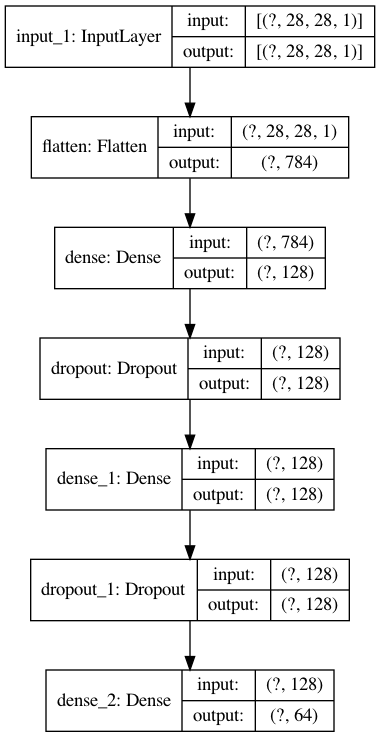 input_1: InputLayer
input: [(?, 28, 28, 1)]
output: [(?, 28, 28, 1)]
flatten: Flatten
input: (?, 28, 28, 1)
output: (?, 784)
dense: Dense
input: (?, 784)
output: (?, 128)
dropout: Dropout
input: (?, 128)
output: (?, 128)
dense_1: Dense
input: (?, 128)
output: (?, 128)
dropout_1: Dropout
input: (?, 128)
output: (?, 128)
dense_2: Dense
input: (?, 128)
output: (?, 64)